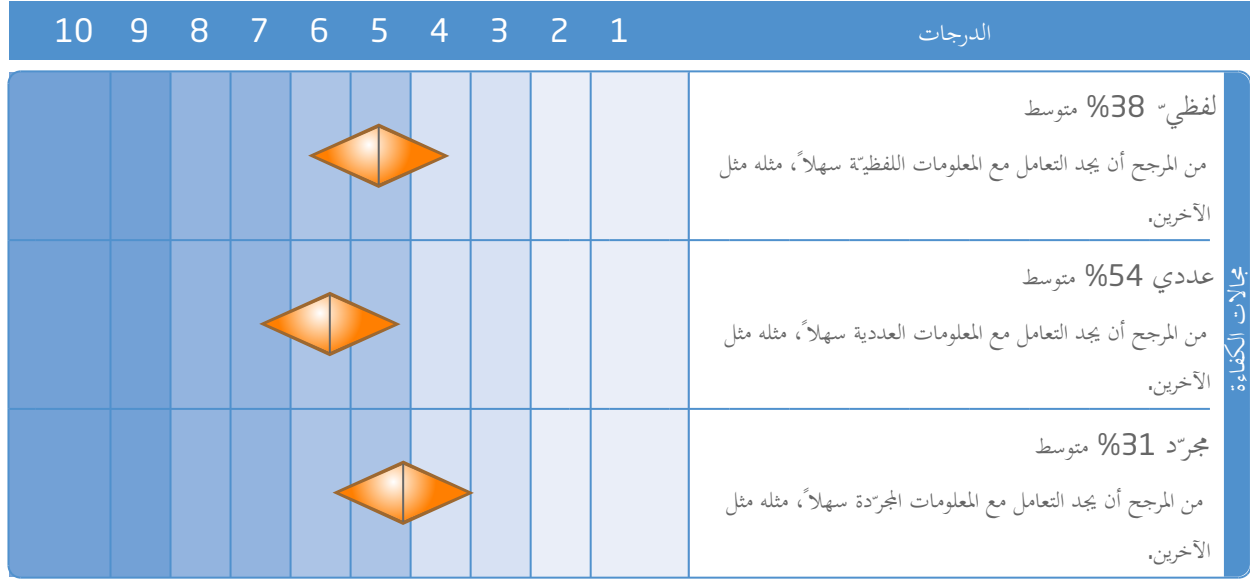 الدرجات 1 2 3 4 5 6 7 8 9 10
مجالات الكفاءة
لفظيّ 38% متوسط
من المرجح أن يجد التعامل مع المعلومات اللفظيّة سهلاً، مثله مثل
الآخرين.
عددي 54% متوسط
من المرجح أن يجد التعامل مع المعلومات العددية سهلاً، مثله مثل
الآخرين.
مجرّد 31% متوسط
من المرجح أن يجد التعامل مع المعلومات المجرّدة سهلاً، مثله مثل
الآخرين.